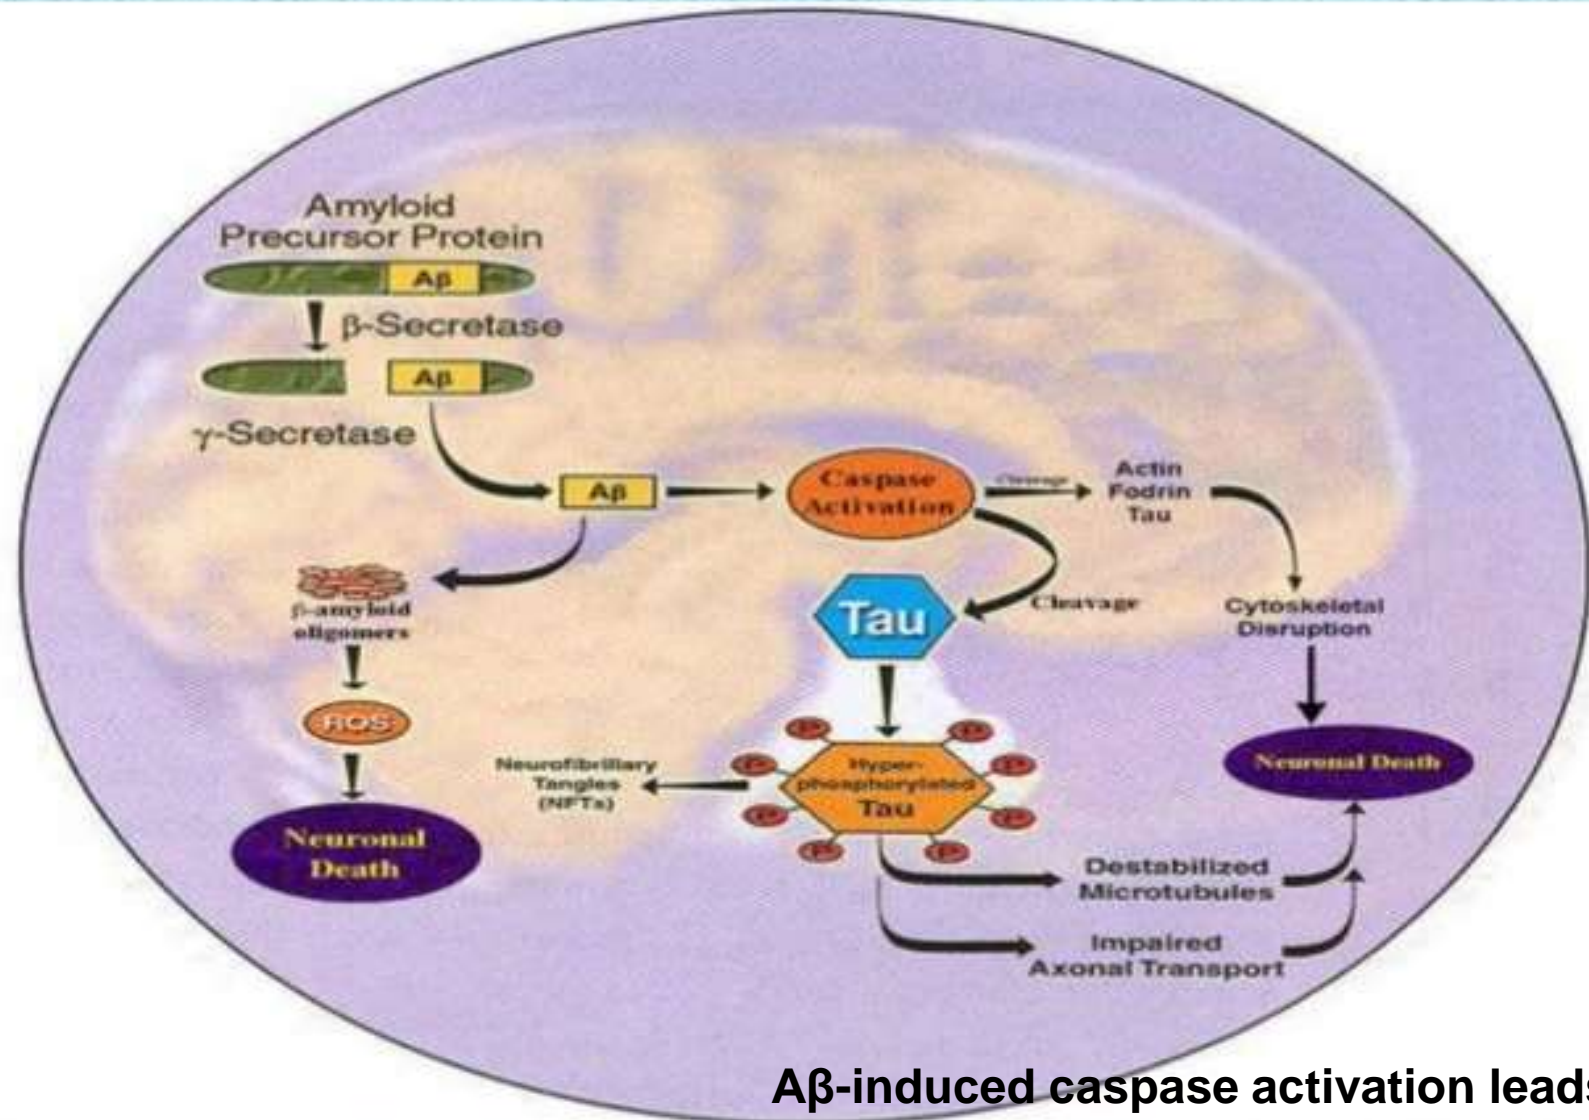 Amyloid
Precursor Protein
Aβ
β-Secretase
Aβ
γ-Secretase
Aβ
Caspase
Activation
Cleavage
Actin
Fodrin
Tau
β-amyloid
oligomers
Tau
Cleavage
Cytoskeletal
Disruption
ROS
Neurofibrillary
Tangles
(NFTs)
P
P
P
P
P
P
P
P
Hyper-
phosphorylated
Tau
Neuronal Death
Neuronal
Death
Destabilized
Microtubules
Impaired
Axonal Transport
Aβ-induced caspase activation leads